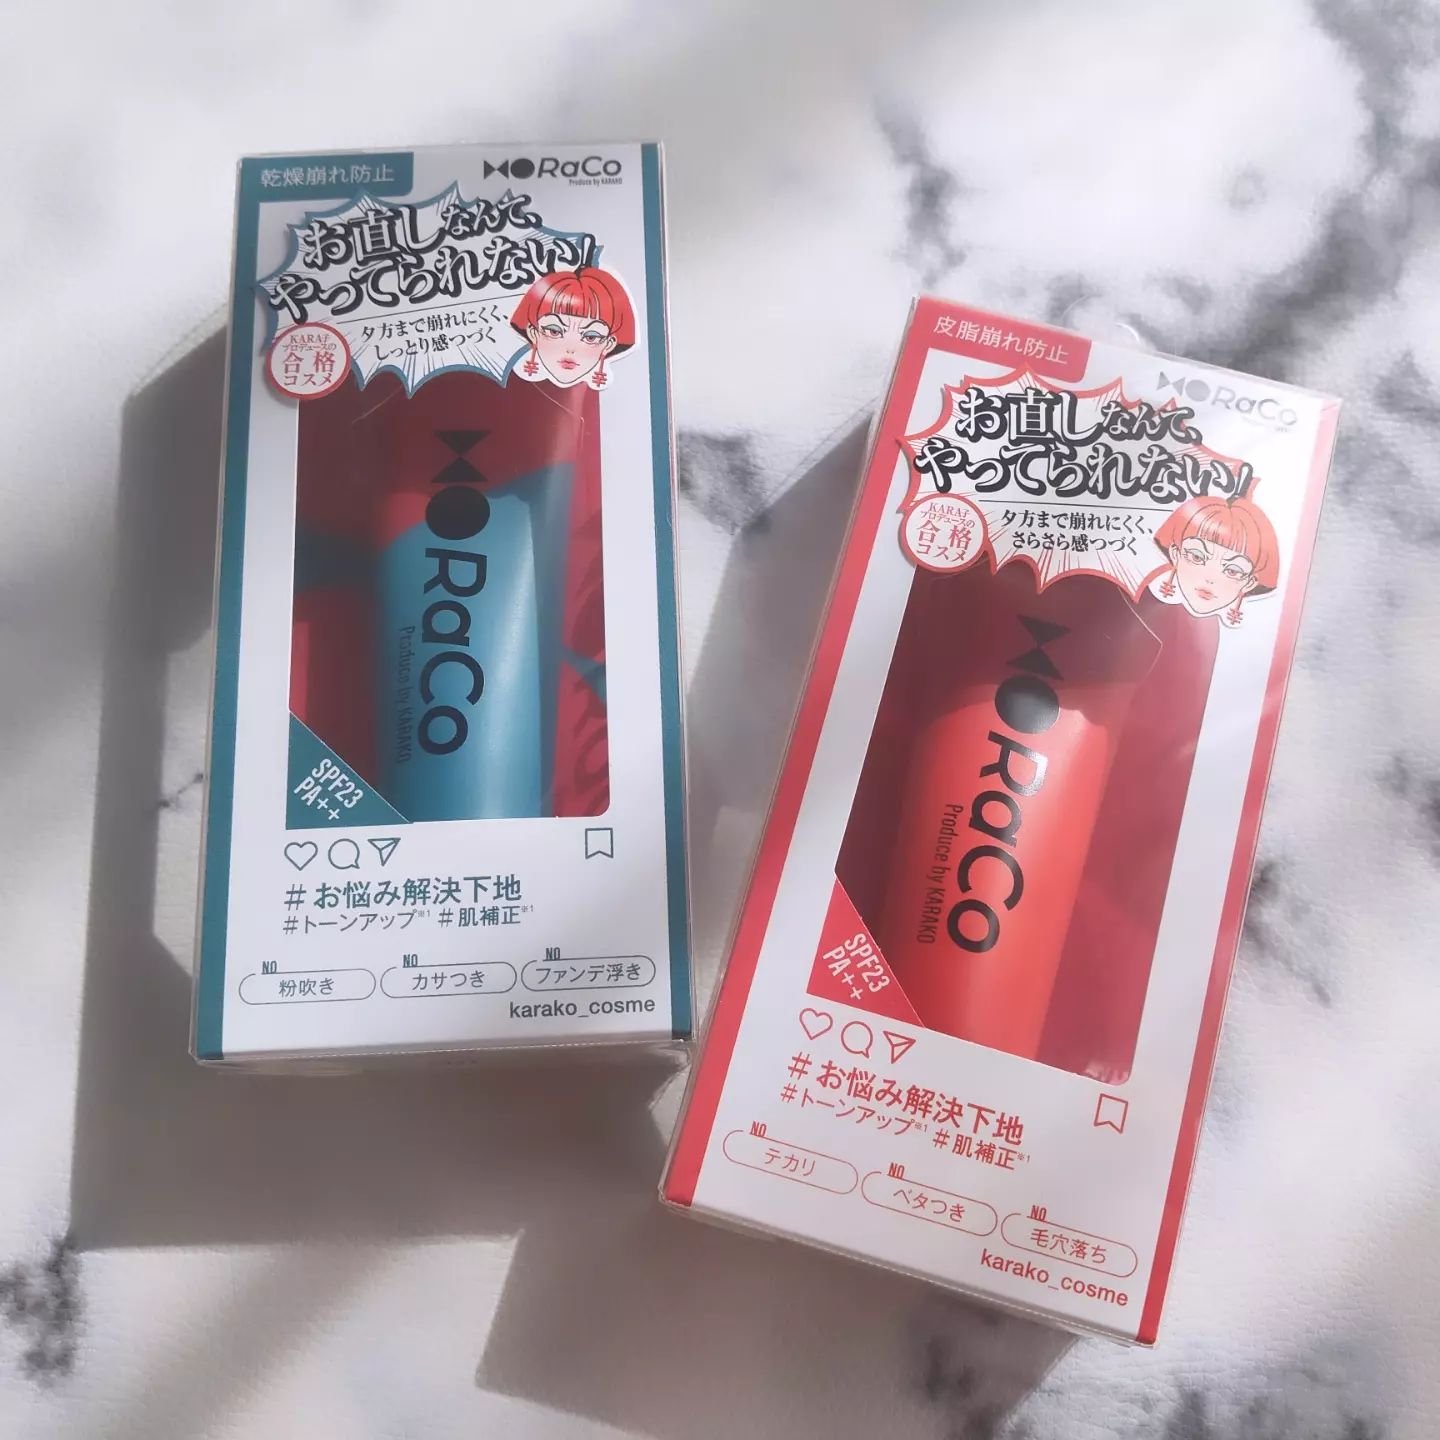 乾燥崩れ防止
RaCo
Produce by KARAKO
お直しなんて、
やってられない!
夕方まで崩れにくく、
しっとり感つづく
KARA子
プロデュースの
合格
コスメ
辛 辛
RaCo
Produce by KARAKO
SPF23
PA++
#お悩み解決下地
#トーンアップ※1 #肌補正※1
NO 粉吹き
NO カサつき
NO ファンデ浮き
karako_cosme
皮脂崩れ防止
RaCo
お直しなんて、
やってられない!
夕方まで崩れにくく、
さらさら感つづく
KARA子
プロデュースの
合格
コスメ
辛 辛
RaCo
Produce by KARAKO
SPF23
PA++
#お悩み解決下地
#トーンアップ※1 #肌補正※1
NO テカリ
NO ベタつき
NO 毛穴落ち
karako_cosme